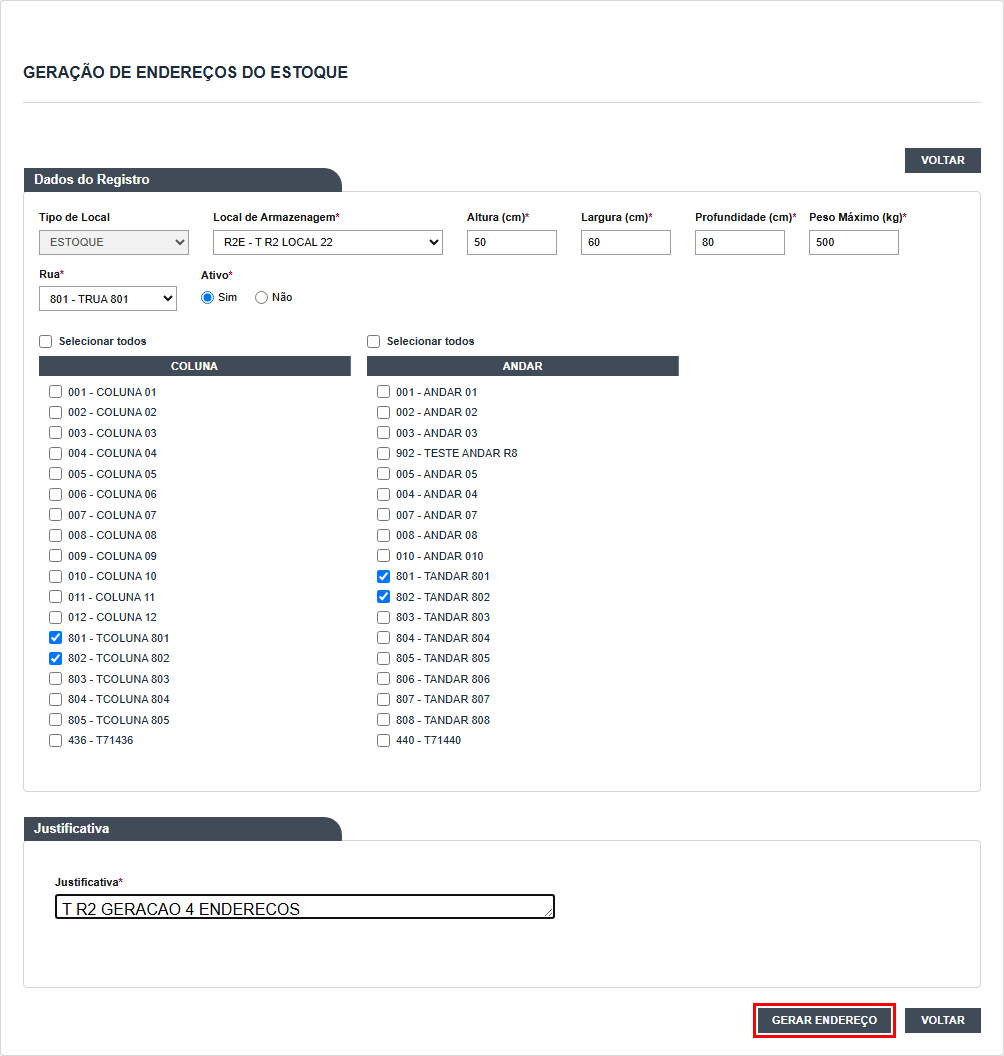 GERAÇÃO DE ENDEREÇOS DO ESTOQUE
VOLTAR
Dados do Registro
Tipo de Local Local de Armazenagem* Altura (cm)* Largura (cm)* Profundidade (cm)* Peso Máximo (kg)*
ESTOQUE R2E - T R2 LOCAL 22 50 60 80 500
Rua* Ativo*
801 - TRUA 801 Sim Não
Selecionar todos Selecionar todos
COLUNA ANDAR
001 - COLUNA 01 001 - ANDAR 01
002 - COLUNA 02 002 - ANDAR 02
003 - COLUNA 03 003 - ANDAR 03
004 - COLUNA 04 902 - TESTE ANDAR R8
005 - COLUNA 05 005 - ANDAR 05
006 - COLUNA 06 004 - ANDAR 04
007 - COLUNA 07 007 - ANDAR 07
008 - COLUNA 08 008 - ANDAR 08
009 - COLUNA 09 010 - ANDAR 010
010 - COLUNA 10 801 - TANDAR 801
011 - COLUNA 11 802 - TANDAR 802
012 - COLUNA 12 803 - TANDAR 803
801 - TCOLUNA 801 804 - TANDAR 804
802 - TCOLUNA 802 805 - TANDAR 805
803 - TCOLUNA 803 806 - TANDAR 806
804 - TCOLUNA 804 807 - TANDAR 807
805 - TCOLUNA 805 808 - TANDAR 808
436 - T71436 440 - T71440
Justificativa
Justificativa*
T R2 GERACAO 4 ENDERECOS
GERAR ENDEREÇO VOLTAR